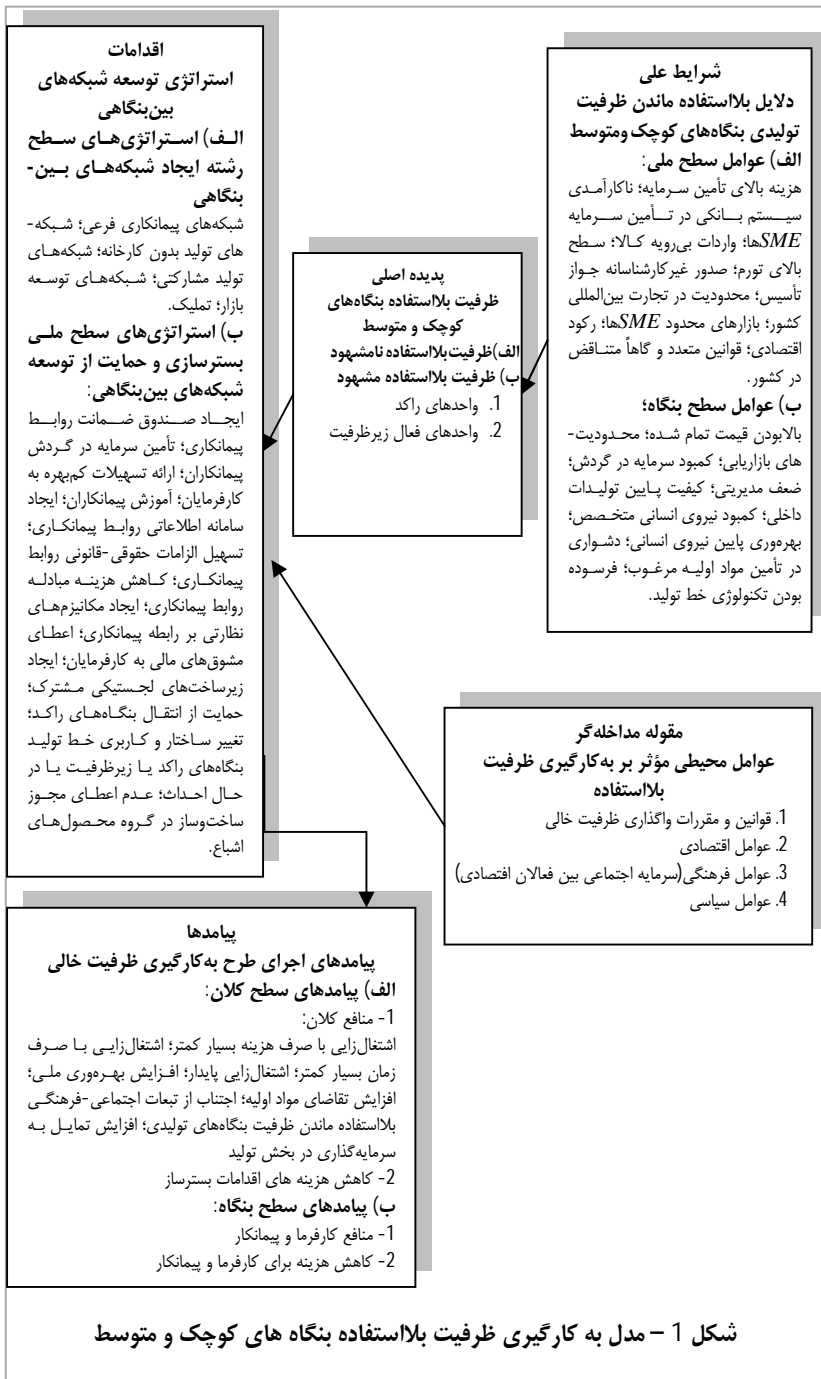 شرایط علی
دلایل بلااستفاده ماندن ظرفیت
تولیدی بنگاه‌های کوچک ومتوسط
الف) عوامل سطح ملی:
هزینه بالای تأمین سرمایه؛ ناکارآمدی
سیستم بانکی در تأمین سرمایه
SMEها؛ واردات بی‌رویه کالا؛ سطح
بالای تورم؛ صدور غیرکارشناسانه جواز
تأسیس؛ محدودیت در تجارت بین‌المللی
کشور؛ بازارهای محدود SMEها؛ رکود
اقتصادی؛ قوانین متعدد و گاهاً متناقض
در کشور.
ب) عوامل سطح بنگاه؛
بالابودن قیمت تمام شده؛ محدودیت-
های بازاریابی؛ کمبود سرمایه در گردش؛
ضعف مدیریتی؛ کیفیت پایین تولیدات
داخلی؛ کمبود نیروی انسانی متخصص؛
بهره‌وری پایین نیروی انسانی؛ دشواری
در تأمین مواد اولیه مرغوب؛ فرسوده
بودن تکنولوژی خط تولید.
پدیده اصلی
ظرفیت بلااستفاده بنگاه‌های
کوچک و متوسط
الف)ظرفیت بلااستفاده نامشهود
ب) ظرفیت بلااستفاده مشهود
1. واحدهای راکد
2. واحدهای فعال زیرظرفیت
اقدامات
استراتژی توسعه شبکه‌های
بین‌بنگاهی
الف) استراتژی‌های سطح
رشته ایجاد شبکه‌های بین-
بنگاهی
شبکه‌های پیمانکاری فرعی؛ شبکه-
های تولید بدون کارخانه؛ شبکه‌های
تولید مشارکتی؛ شبکه‌های توسعه
بازار؛ تملیک.
ب) استراتژی‌های سطح ملی
بسترسازی و حمایت از توسعه
شبکه‌های بین‌بنگاهی:
ایجاد صندوق ضمانت روابط
پیمانکاری؛ تأمین سرمایه در گردش
پیمانکاران؛ ارائه تسهیلات کم‌بهره به
کارفرمایان؛ آموزش پیمانکاران؛ ایجاد
سامانه اطلاعاتی روابط پیمانکاری؛
تسهیل الزامات حقوقی-قانونی روابط
پیمانکاری؛ کاهش هزینه مبادله
روابط پیمانکاری؛ ایجاد مکانیزم‌های
نظارتی بر رابطه پیمانکاری؛ اعطای
مشوق‌های مالی به کارفرمایان؛ ایجاد
زیرساخت‌های لجستیکی مشترک؛
حمایت از انتقال بنگاه‌های راکد؛
تغییر ساختار و کاربری خط تولید
بنگاه‌های راکد یا زیرظرفیت یا در
حال احداث؛ عدم اعطای مجوز
ساخت‌وساز در گروه محصول‌های
اشباع.
مقوله مداخله‌گر
عوامل محیطی مؤثر بر به‌کارگیری ظرفیت
بلااستفاده
1. قوانین و مقررات واگذاری ظرفیت خالی
2. عوامل اقتصادی
3. عوامل فرهنگی(سرمایه اجتماعی بین فعالان افتصادی)
4. عوامل سیاسی
پیامدها
پیامدهای اجرای طرح به‌کارگیری ظرفیت خالی
الف) پیامدهای سطح کلان:
1- منافع کلان:
اشتغال‌زایی با صرف هزینه بسیار کمتر؛ اشتغال‌زایی با صرف
زمان بسیار کمتر؛ اشتغال‌زایی پایدار؛ افزایش بهره‌وری ملی؛
افزایش تقاضای مواد اولیه؛ اجتناب از تبعات اجتماعی-فرهنگی
بلااستفاده ماندن ظرفیت بنگاه‌های تولیدی؛ افزایش تمایل به
سرمایه‌گذاری در بخش تولید
2- کاهش هزینه های اقدامات بسترساز
ب) پیامدهای سطح بنگاه:
1- منافع کارفرما و پیمانکار
2- کاهش هزینه برای کارفرما و پیمانکار
شکل 1 – مدل به کارگیری ظرفیت بلااستفاده بنگاه های کوچک و متوسط